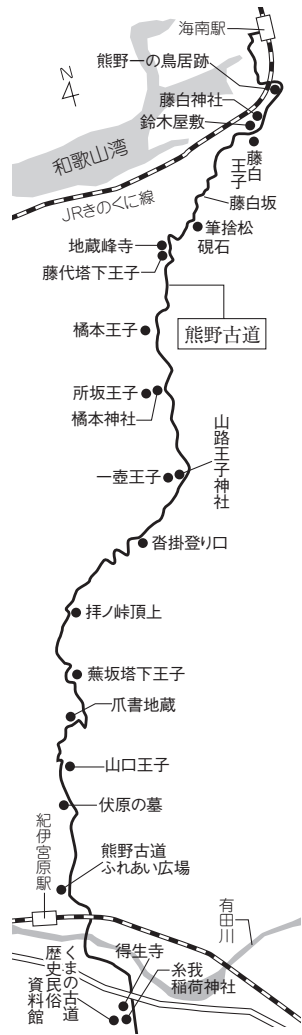 海南駅
熊野一の鳥居跡
藤白神社
鈴木屋敷
N
和歌山湾
藤白
王子
JRきのくに線
藤白坂
筆捨松
硯石
地蔵峰寺
藤代塔下王子
熊野古道
橘本王子
所坂王子
橘本神社
山路王子神社
一壺王子
沓掛登り口
拝ノ峠頂上
蕪坂塔下王子
爪書地蔵
山口王子
伏原の墓
紀伊宮原駅
熊野古道
ふれあい広場
有田川
得生寺
糸我
稲荷神社
くまの古道
歴史民俗
資料館